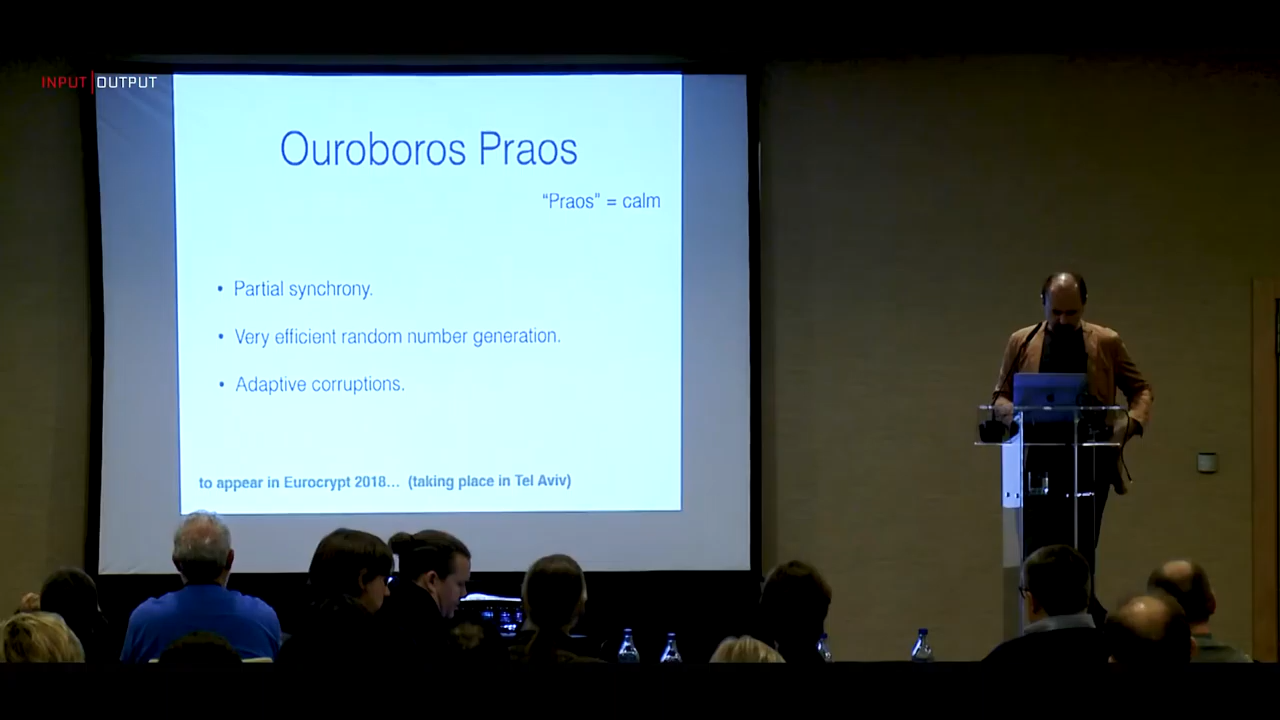 INPUT|OUTPUT
Ouroboros Praos
“Praos” = calm
• Partial synchrony.
• Very efficient random number generation.
• Adaptive corruptions.
to appear in Eurocrypt 2018... (taking place in Tel Aviv)